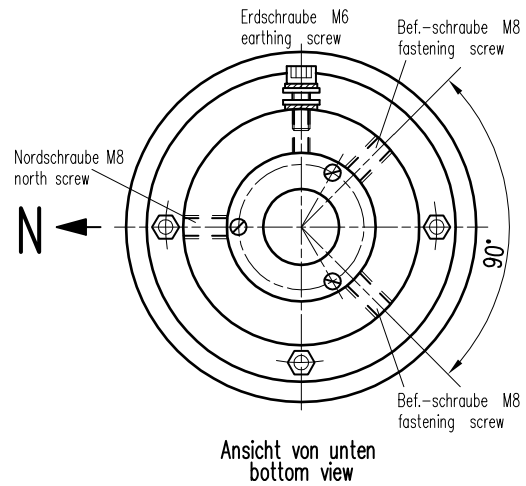 Erdschraube M6
earthing screw
Bef.-schraube M8
fastening screw
Nordschraube M8
north screw
N
90°
Bef.-schraube M8
fastening screw
Ansicht von unten
bottom view